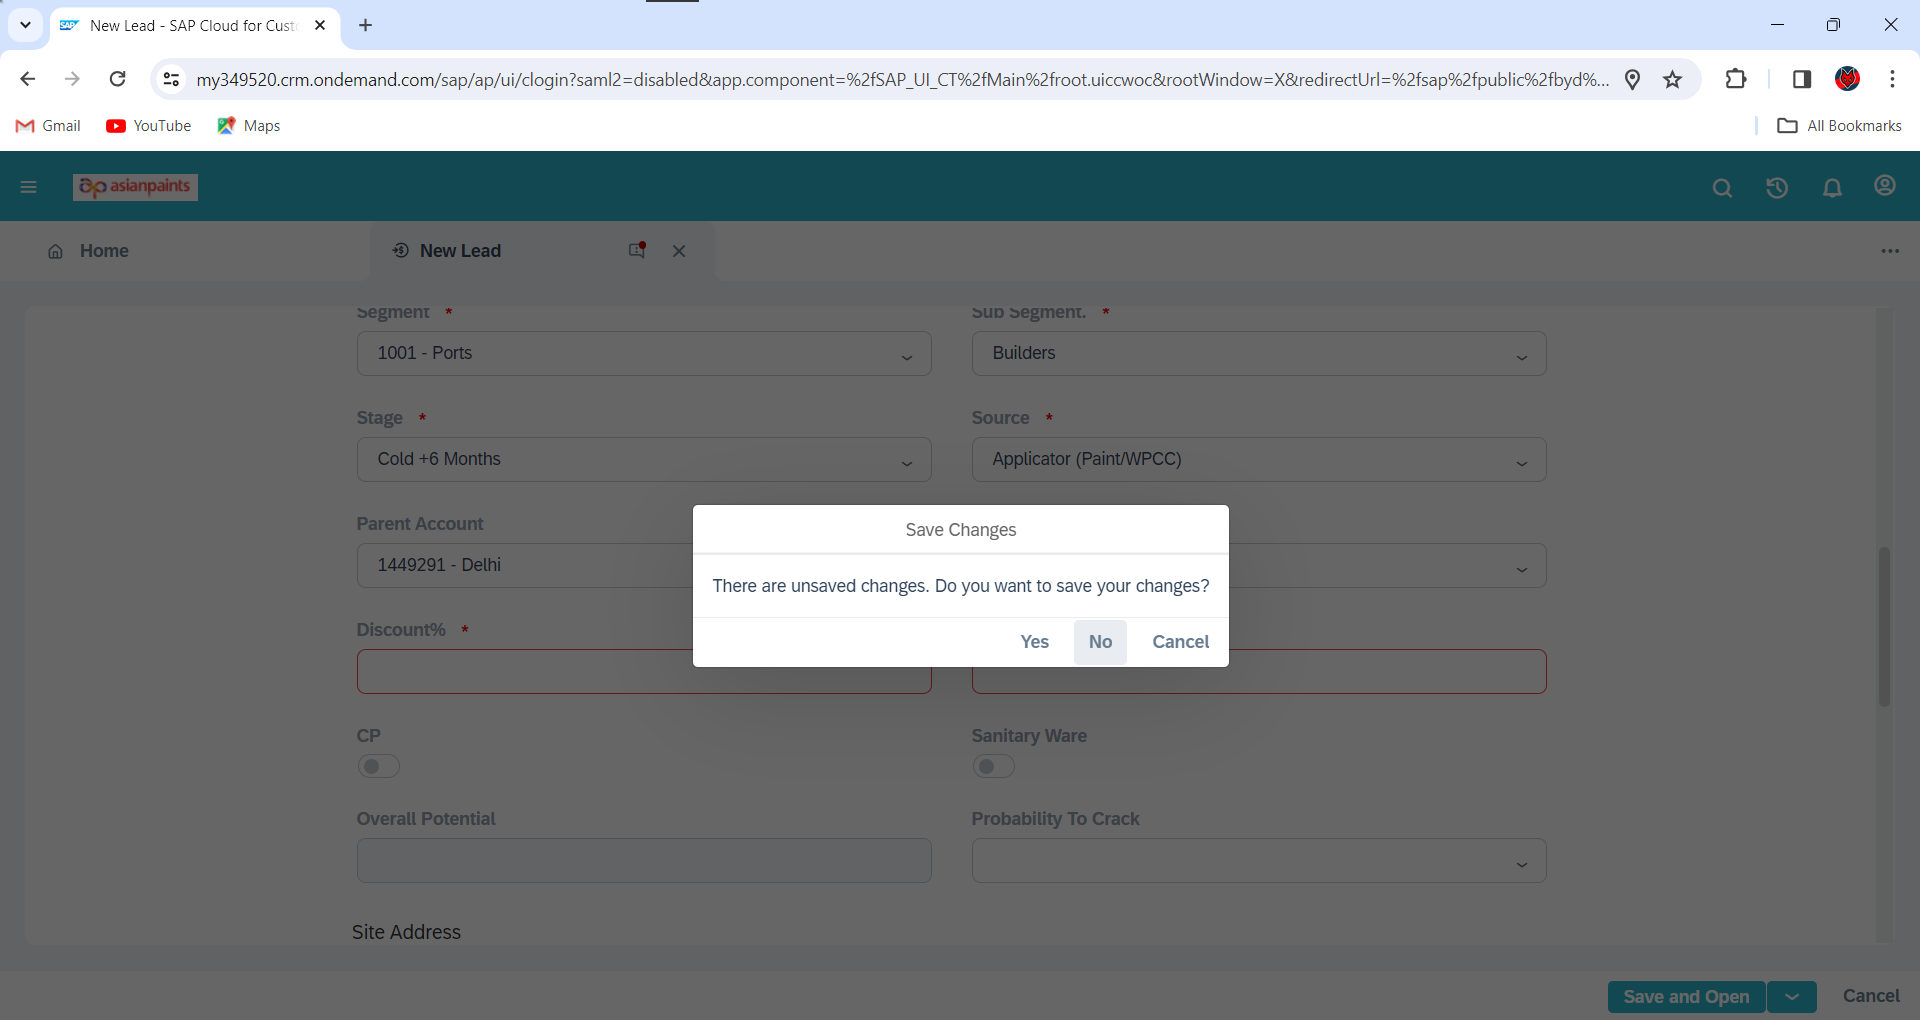 New Lead - SAP Cloud for Cust
my349520.crm.ondemand.com/sap/ap/ui/clogin?saml2=disabled&app.component=%2fSAP_UI_CT%2fMain%2froot.uiccwoc&rootWindow=X&redirectUrl=%2fsap%2fpublic%2fbyd%...
Gmail YouTube Maps All Bookmarks
asianpaints
Home New Lead
Segment * Sub Segment. *
1001 - Ports Builders
Stage * Source *
Cold +6 Months Applicator (Paint/WPCC)
Parent Account
1449291 - Delhi
Save Changes
There are unsaved changes. Do you want to save your changes?
Yes No Cancel
Discount% *
CP Sanitary Ware
Overall Potential Probability To Crack
Site Address
Save and Open Cancel